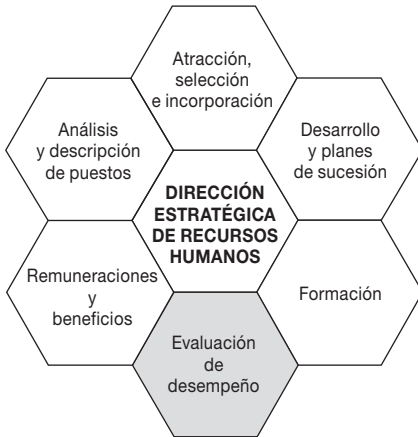 Atracción,
selección
e incorporación
Análisis
y descripción
de puestos
Desarrollo
y planes
de sucesión
DIRECCIÓN
ESTRATÉGICA
DE RECURSOS
HUMANOS
Remuneraciones
y
beneficios
Formación
Evaluación
de
desempeño